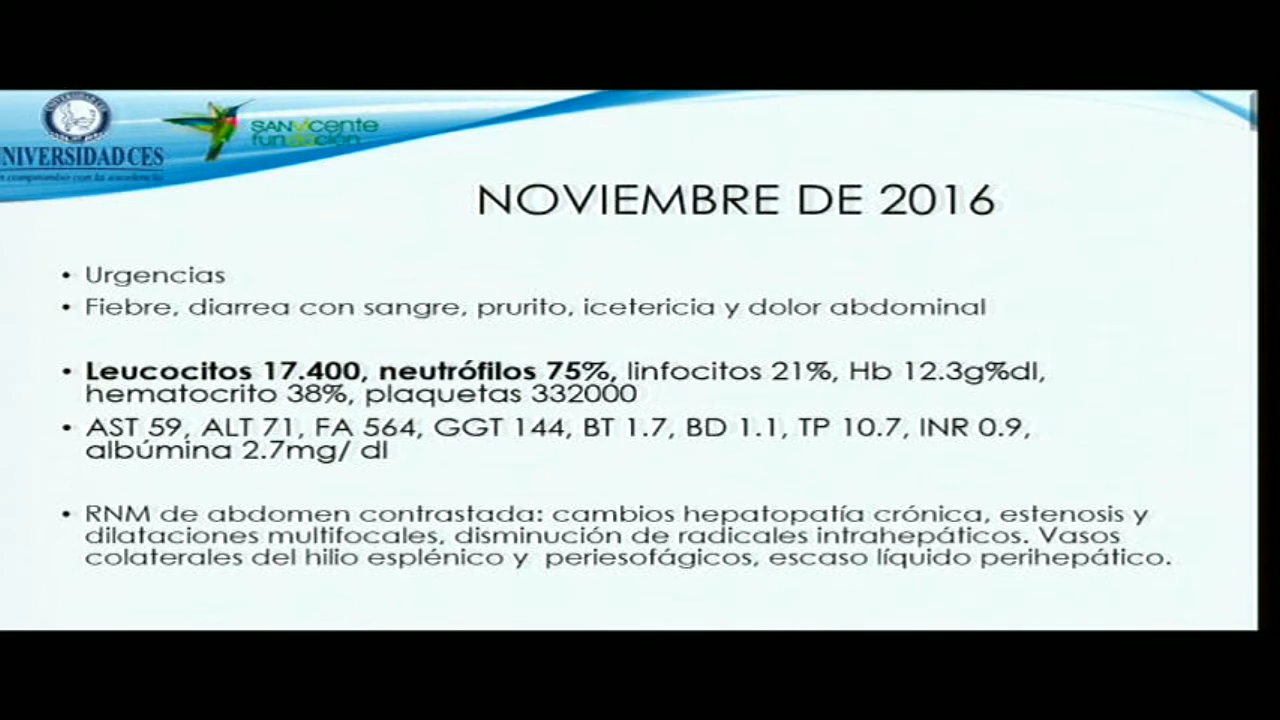 UNIVERSIDAD CES
SANVicente
fundación
NOVIEMBRE DE 2016
• Urgencias
• Fiebre, diarrea con sangre, prurito, icetericia y dolor abdominal
• Leucocitos 17.400, neutrófilos 75%, linfocitos 21%, Hb 12.3g%dl,
hematocrito 38%, plaquetas 332000
• AST 59, ALT 71, FA 564, GGT 144, BT 1.7, BD 1.1, TP 10.7, INR 0.9,
albúmina 2.7mg/ dl
• RNM de abdomen contrastada: cambios hepatopatía crónica, estenosis y
dilataciones multifocales, disminución de radicales intrahepáticos. Vasos
colaterales del hilio esplénico y periesofágicos, escaso líquido perihepático.